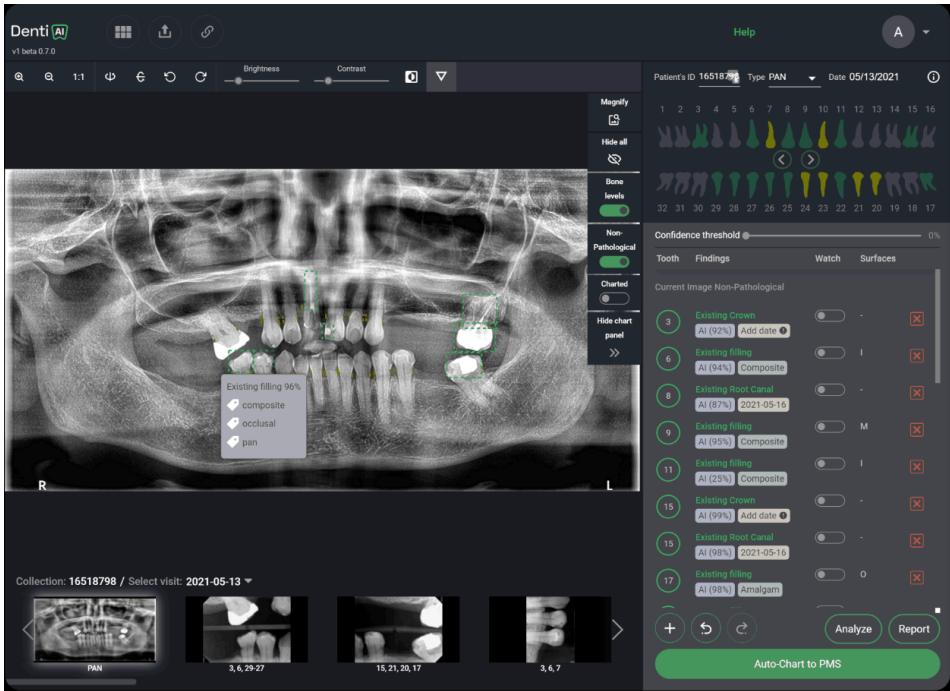 Denti AI
v1 beta 0.7.0
Help
A
1:1
Brightness
Contrast
Magnify
Hide all
Bone
levels
Non-
Pathological
Charted
Hide chart
panel
Existing filling 96%
composite
occlusal
pan
R
L
Collection: 16518798 / Select visit: 2021-05-13
PAN
3, 6, 29-27
15, 21, 20, 17
3, 6, 7
Patient's ID 16518798 Type PAN Date 05/13/2021
1 2 3 4 5 6 7 8 9 10 11 12 13 14 15 16
32 31 30 29 28 27 26 25 24 23 22 21 20 19 18 17
Confidence threshold 0%
Tooth Findings Watch Surfaces
Current Image Non-Pathological
3 Existing Crown -
AI (92%) Add date
6 Existing filling I
AI (94%) Composite
8 Existing Root Canal -
AI (87%) 2021-05-16
9 Existing filling M
AI (95%) Composite
11 Existing filling I
AI (25%) Composite
15 Existing Crown -
AI (99%) Add date
15 Existing Root Canal -
AI (98%) 2021-05-16
17 Existing filling O
AI (98%) Amalgam
Analyze
Report
Auto-Chart to PMS